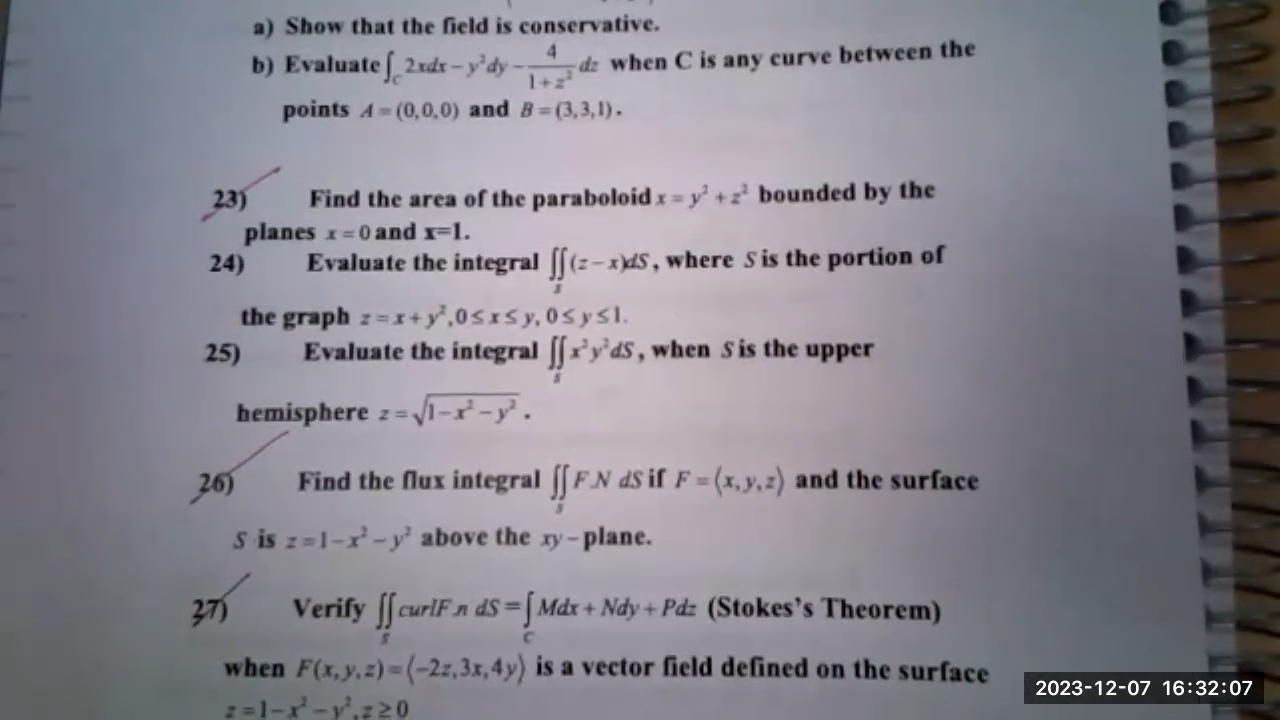 a) Show that the field is conservative.
b) Evaluate ∫_C 2xdx − y²dy − 4/(1+z²) dz when C is any curve between the
points A = (0,0,0) and B = (3,3,1).
23) Find the area of the paraboloid x = y² + z² bounded by the
planes x = 0 and x=1.
24) Evaluate the integral ∬_S (z − x)dS, where S is the portion of
the graph z = x + y², 0 ≤ x ≤ y, 0 ≤ y ≤ 1.
25) Evaluate the integral ∬_S x²y²dS, when S is the upper
hemisphere z = √(1 − x² − y²).
26) Find the flux integral ∬_S F.N dS if F = ⟨x, y, z⟩ and the surface
S is z = 1 − x² − y² above the xy − plane.
27) Verify ∬_S curlF.n dS = ∫_C Mdx + Ndy + Pdz (Stokes's Theorem)
when F(x, y, z) = ⟨−2z, 3x, 4y⟩ is a vector field defined on the surface
z = 1 − x² − y², z ≥ 0
2023-12-07 16:32:07